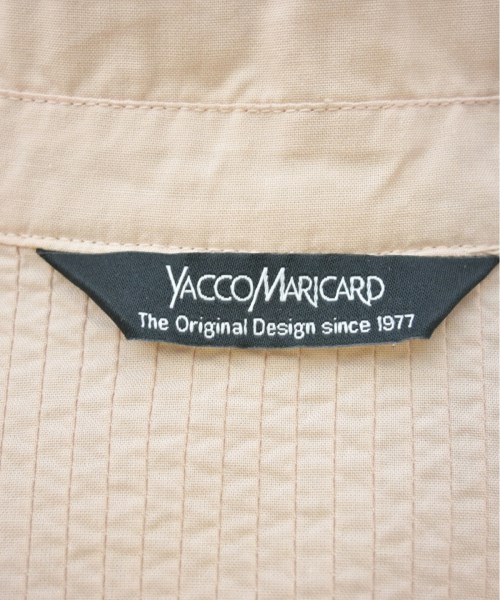 YACCOMARICARD
The Original Design since 1977